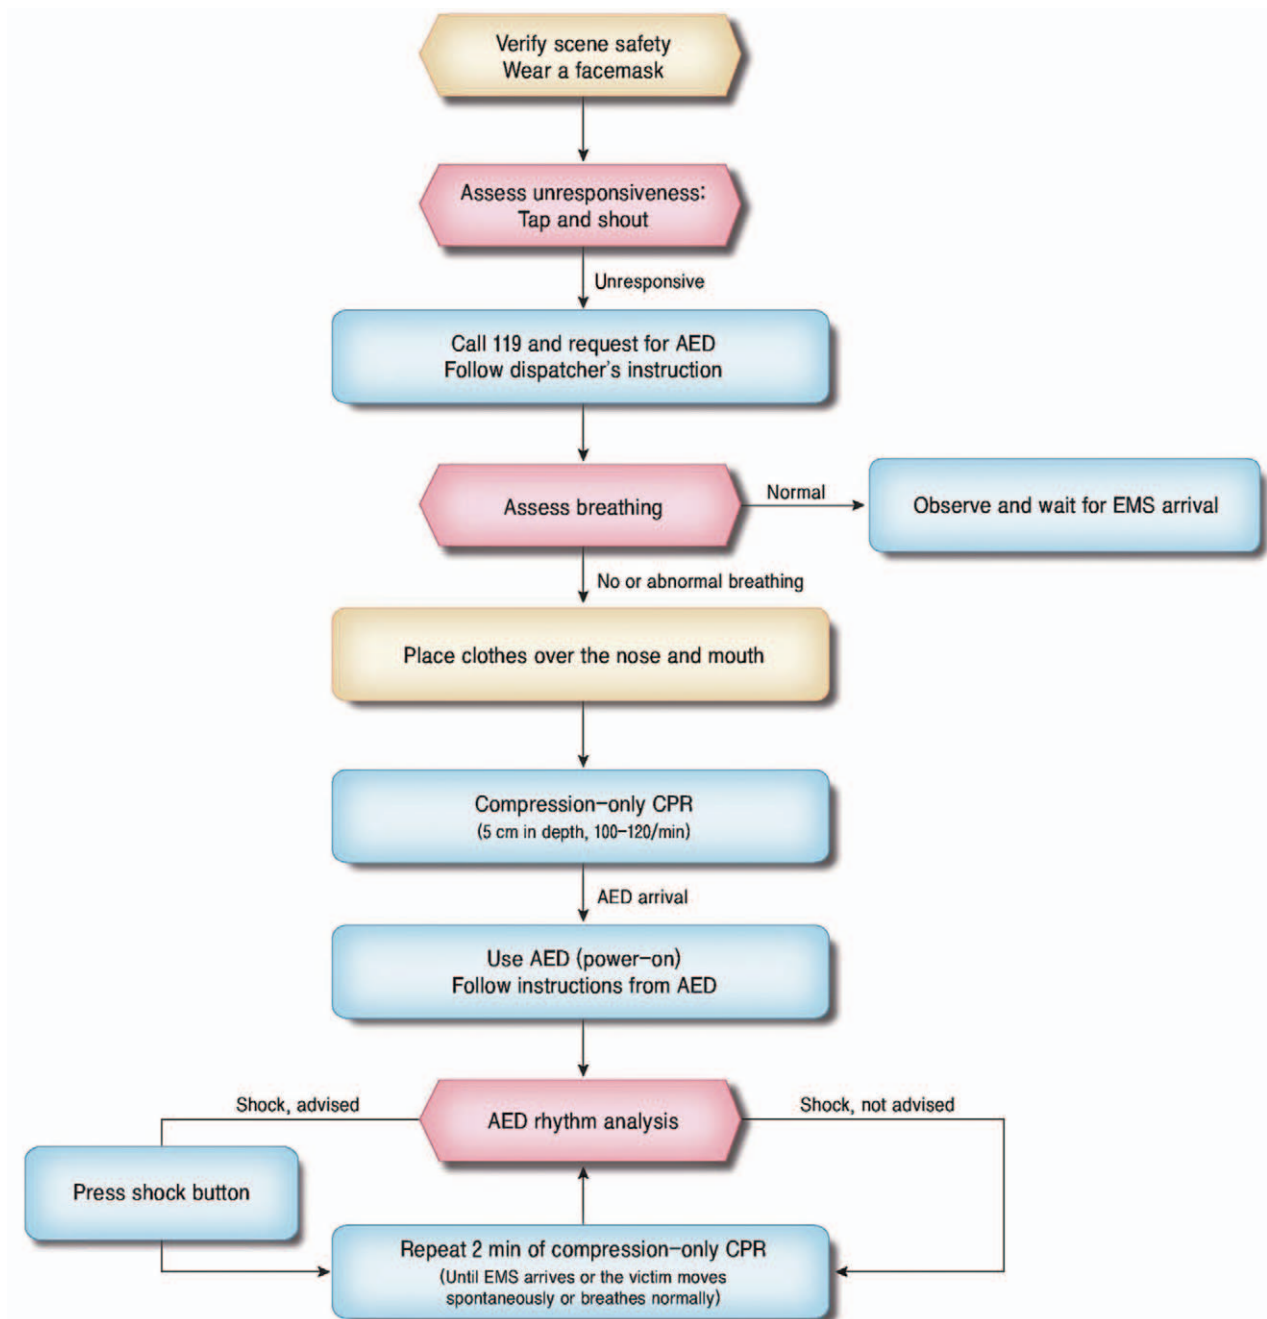 Verify scene safety
Wear a facemask
Assess unresponsiveness:
Tap and shout
Unresponsive
Call 119 and request for AED
Follow dispatcher's instruction
Assess breathing
Normal
Observe and wait for EMS arrival
No or abnormal breathing
Place clothes over the nose and mouth
Compression-only CPR
(5 cm in depth, 100-120/min)
AED arrival
Use AED (power-on)
Follow instructions from AED
Shock, advised
AED rhythm analysis
Shock, not advised
Press shock button
Repeat 2 min of compression-only CPR
(Until EMS arrives or the victim moves
spontaneously or breathes normally)